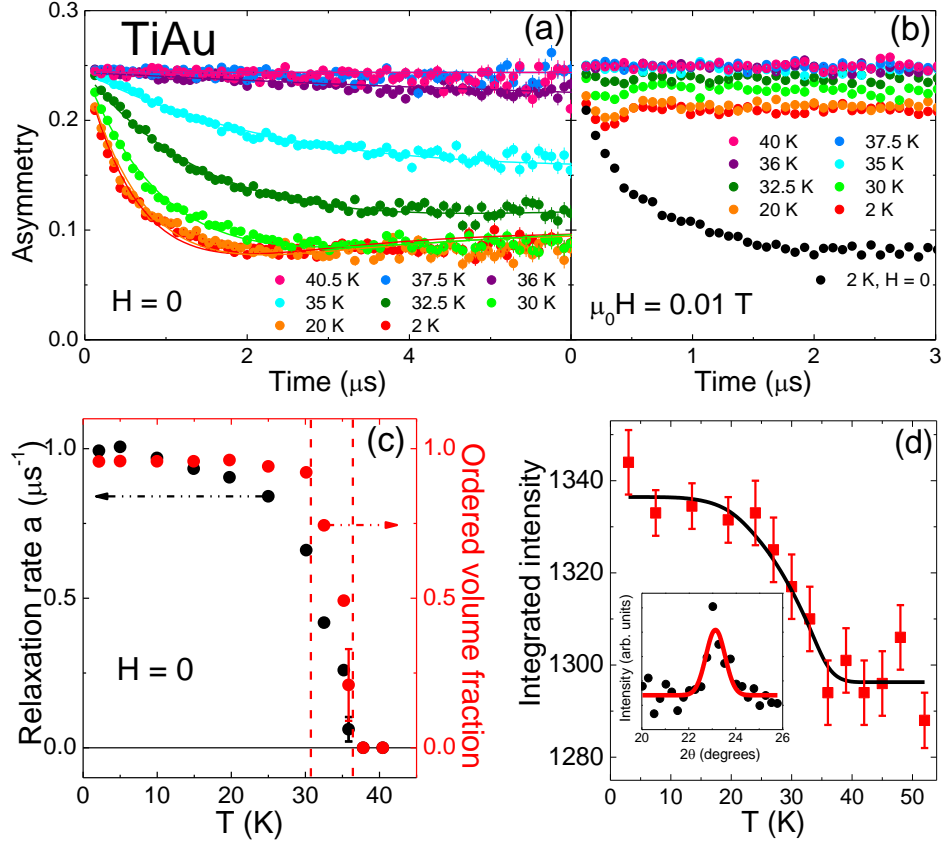 TiAu
(a)
Asymmetry
0.3
0.2
0.1
0.0
H = 0
40.5 K
37.5 K
36 K
35 K
32.5 K
30 K
20 K
2 K
0
2
4
Time (μs)
(b)
40 K
37.5 K
36 K
35 K
32.5 K
30 K
20 K
2 K
2 K, H = 0
μ0H = 0.01 T
0
1
2
3
Time (μs)
(c)
Relaxation rate a (μs-1)
1.0
0.5
0.0
H = 0
0
10
20
30
40
T (K)
1.0
0.5
0.0
Ordered volume fraction
(d)
Integrated intensity
1340
1320
1300
1280
0
10
20
30
40
50
T (K)
Intensity (arb. units)
20
22
24
26
2θ (degrees)